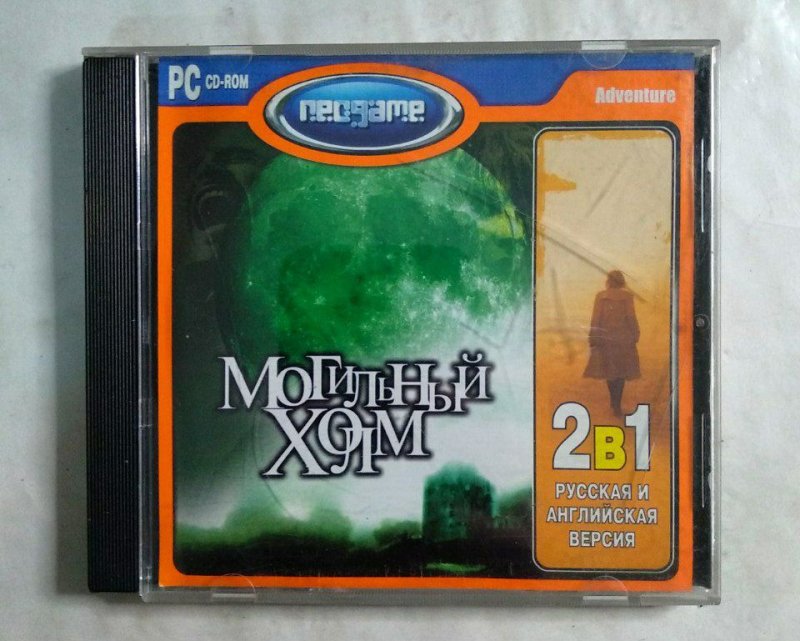 PC CD-ROM
neogame
Adventure
Могильный
Холм
2в1
РУССКАЯ И
АНГЛИЙСКАЯ
ВЕРСИЯ